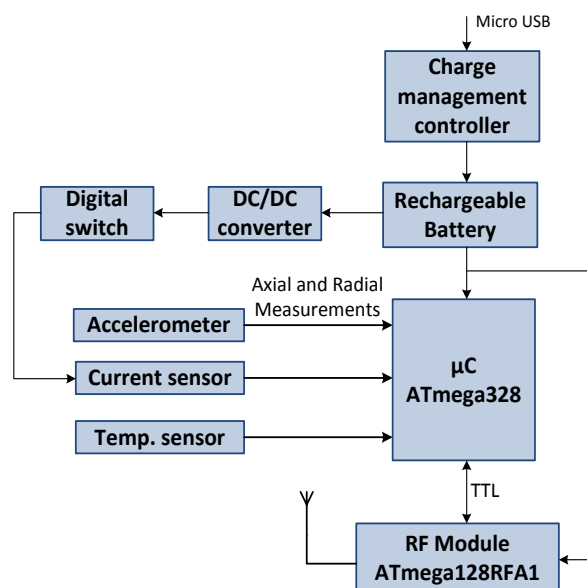 Micro USB
Charge
management
controller
Digital
switch
DC/DC
converter
Rechargeable
Battery
Axial and Radial
Measurements
Accelerometer
Current sensor
Temp. sensor
µC
ATmega328
TTL
RF Module
ATmega128RFA1